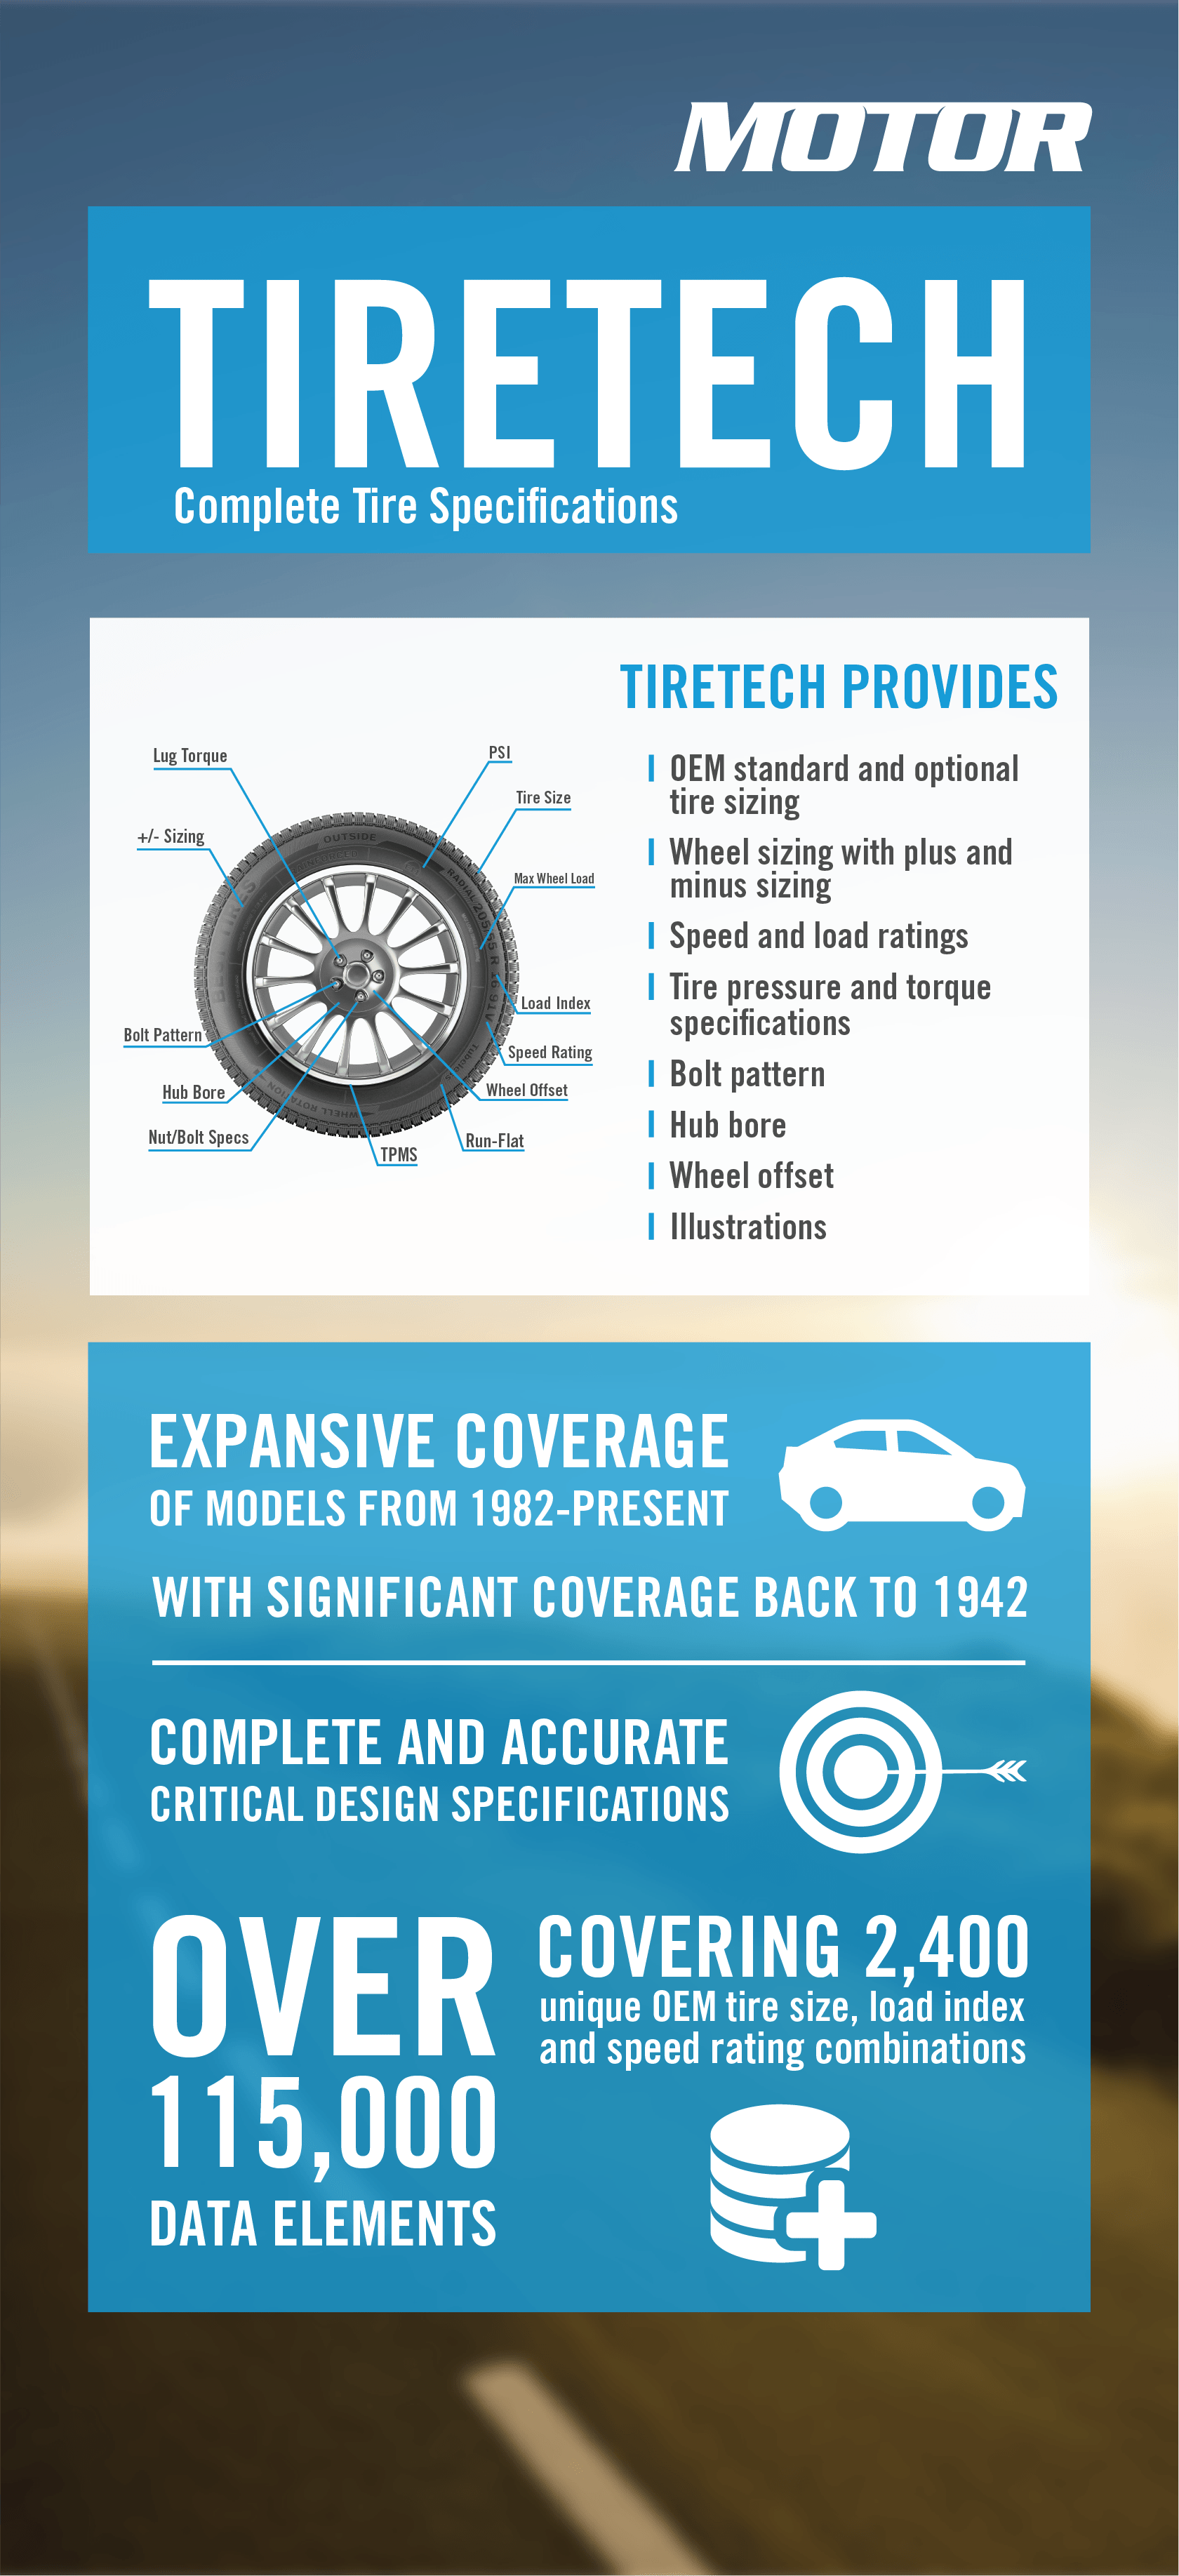 MOTOR
TIRETECH
Complete Tire Specifications
TIRETECH PROVIDES
OEM standard and optional
tire sizing
Wheel sizing with plus and
minus sizing
Speed and load ratings
Tire pressure and torque
specifications
Bolt pattern
Hub bore
Wheel offset
Illustrations
Lug Torque
PSI
Tire Size
+/- Sizing
Max Wheel Load
Load Index
Bolt Pattern
Speed Rating
Hub Bore
Wheel Offset
Nut/Bolt Specs
Run-Flat
TPMS
OUTSIDE
RADIAL 205
WHEEL ROTATION
EXPANSIVE COVERAGE
OF MODELS FROM 1982-PRESENT
WITH SIGNIFICANT COVERAGE BACK TO 1942
COMPLETE AND ACCURATE
CRITICAL DESIGN SPECIFICATIONS
OVER
115,000
DATA ELEMENTS
COVERING 2,400
unique OEM tire size, load index
and speed rating combinations